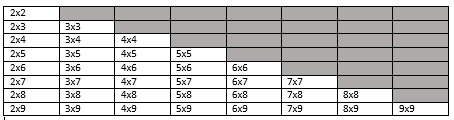 2x2
2x3 3x3
2x4 3x4 4x4
2x5 3x5 4x5 5x5
2x6 3x6 4x6 5x6 6x6
2x7 3x7 4x7 5x7 6x7 7x7
2x8 3x8 4x8 5x8 6x8 7x8 8x8
2x9 3x9 4x9 5x9 6x9 7x9 8x9 9x9